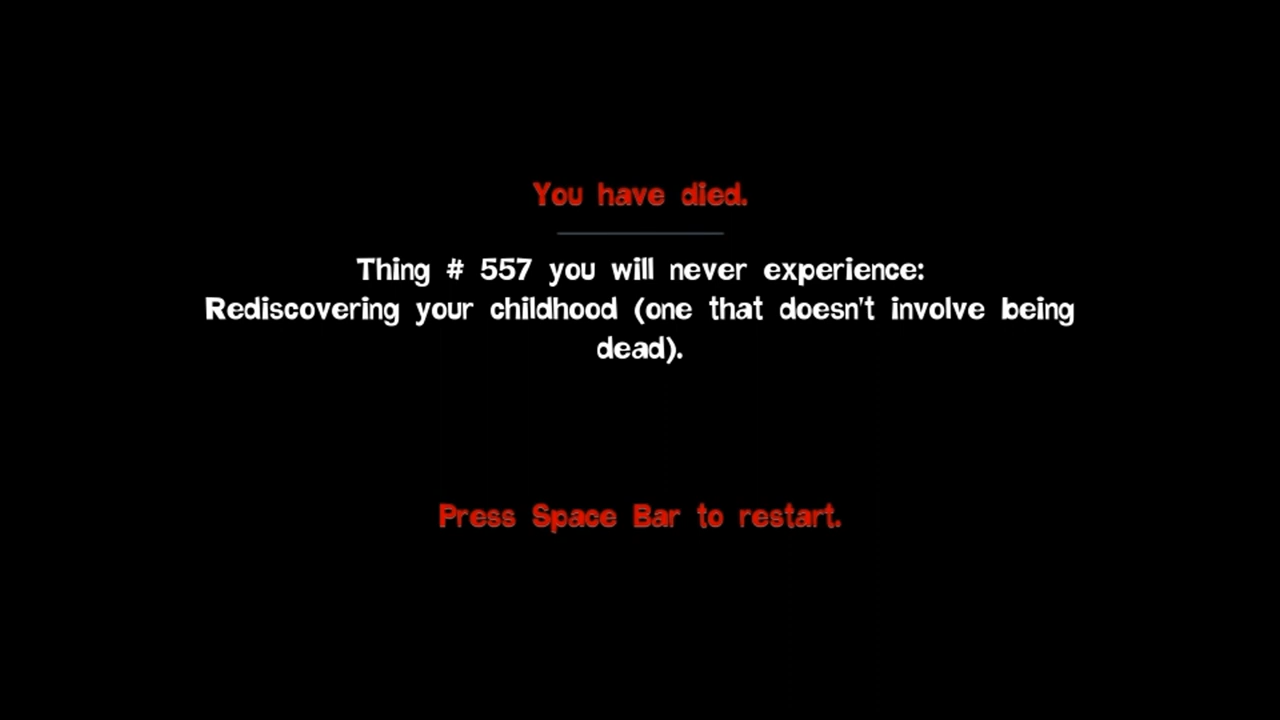 You have died.
Thing # 557 you will never experience:
Rediscovering your childhood (one that doesn't involve being
dead).
Press Space Bar to restart.